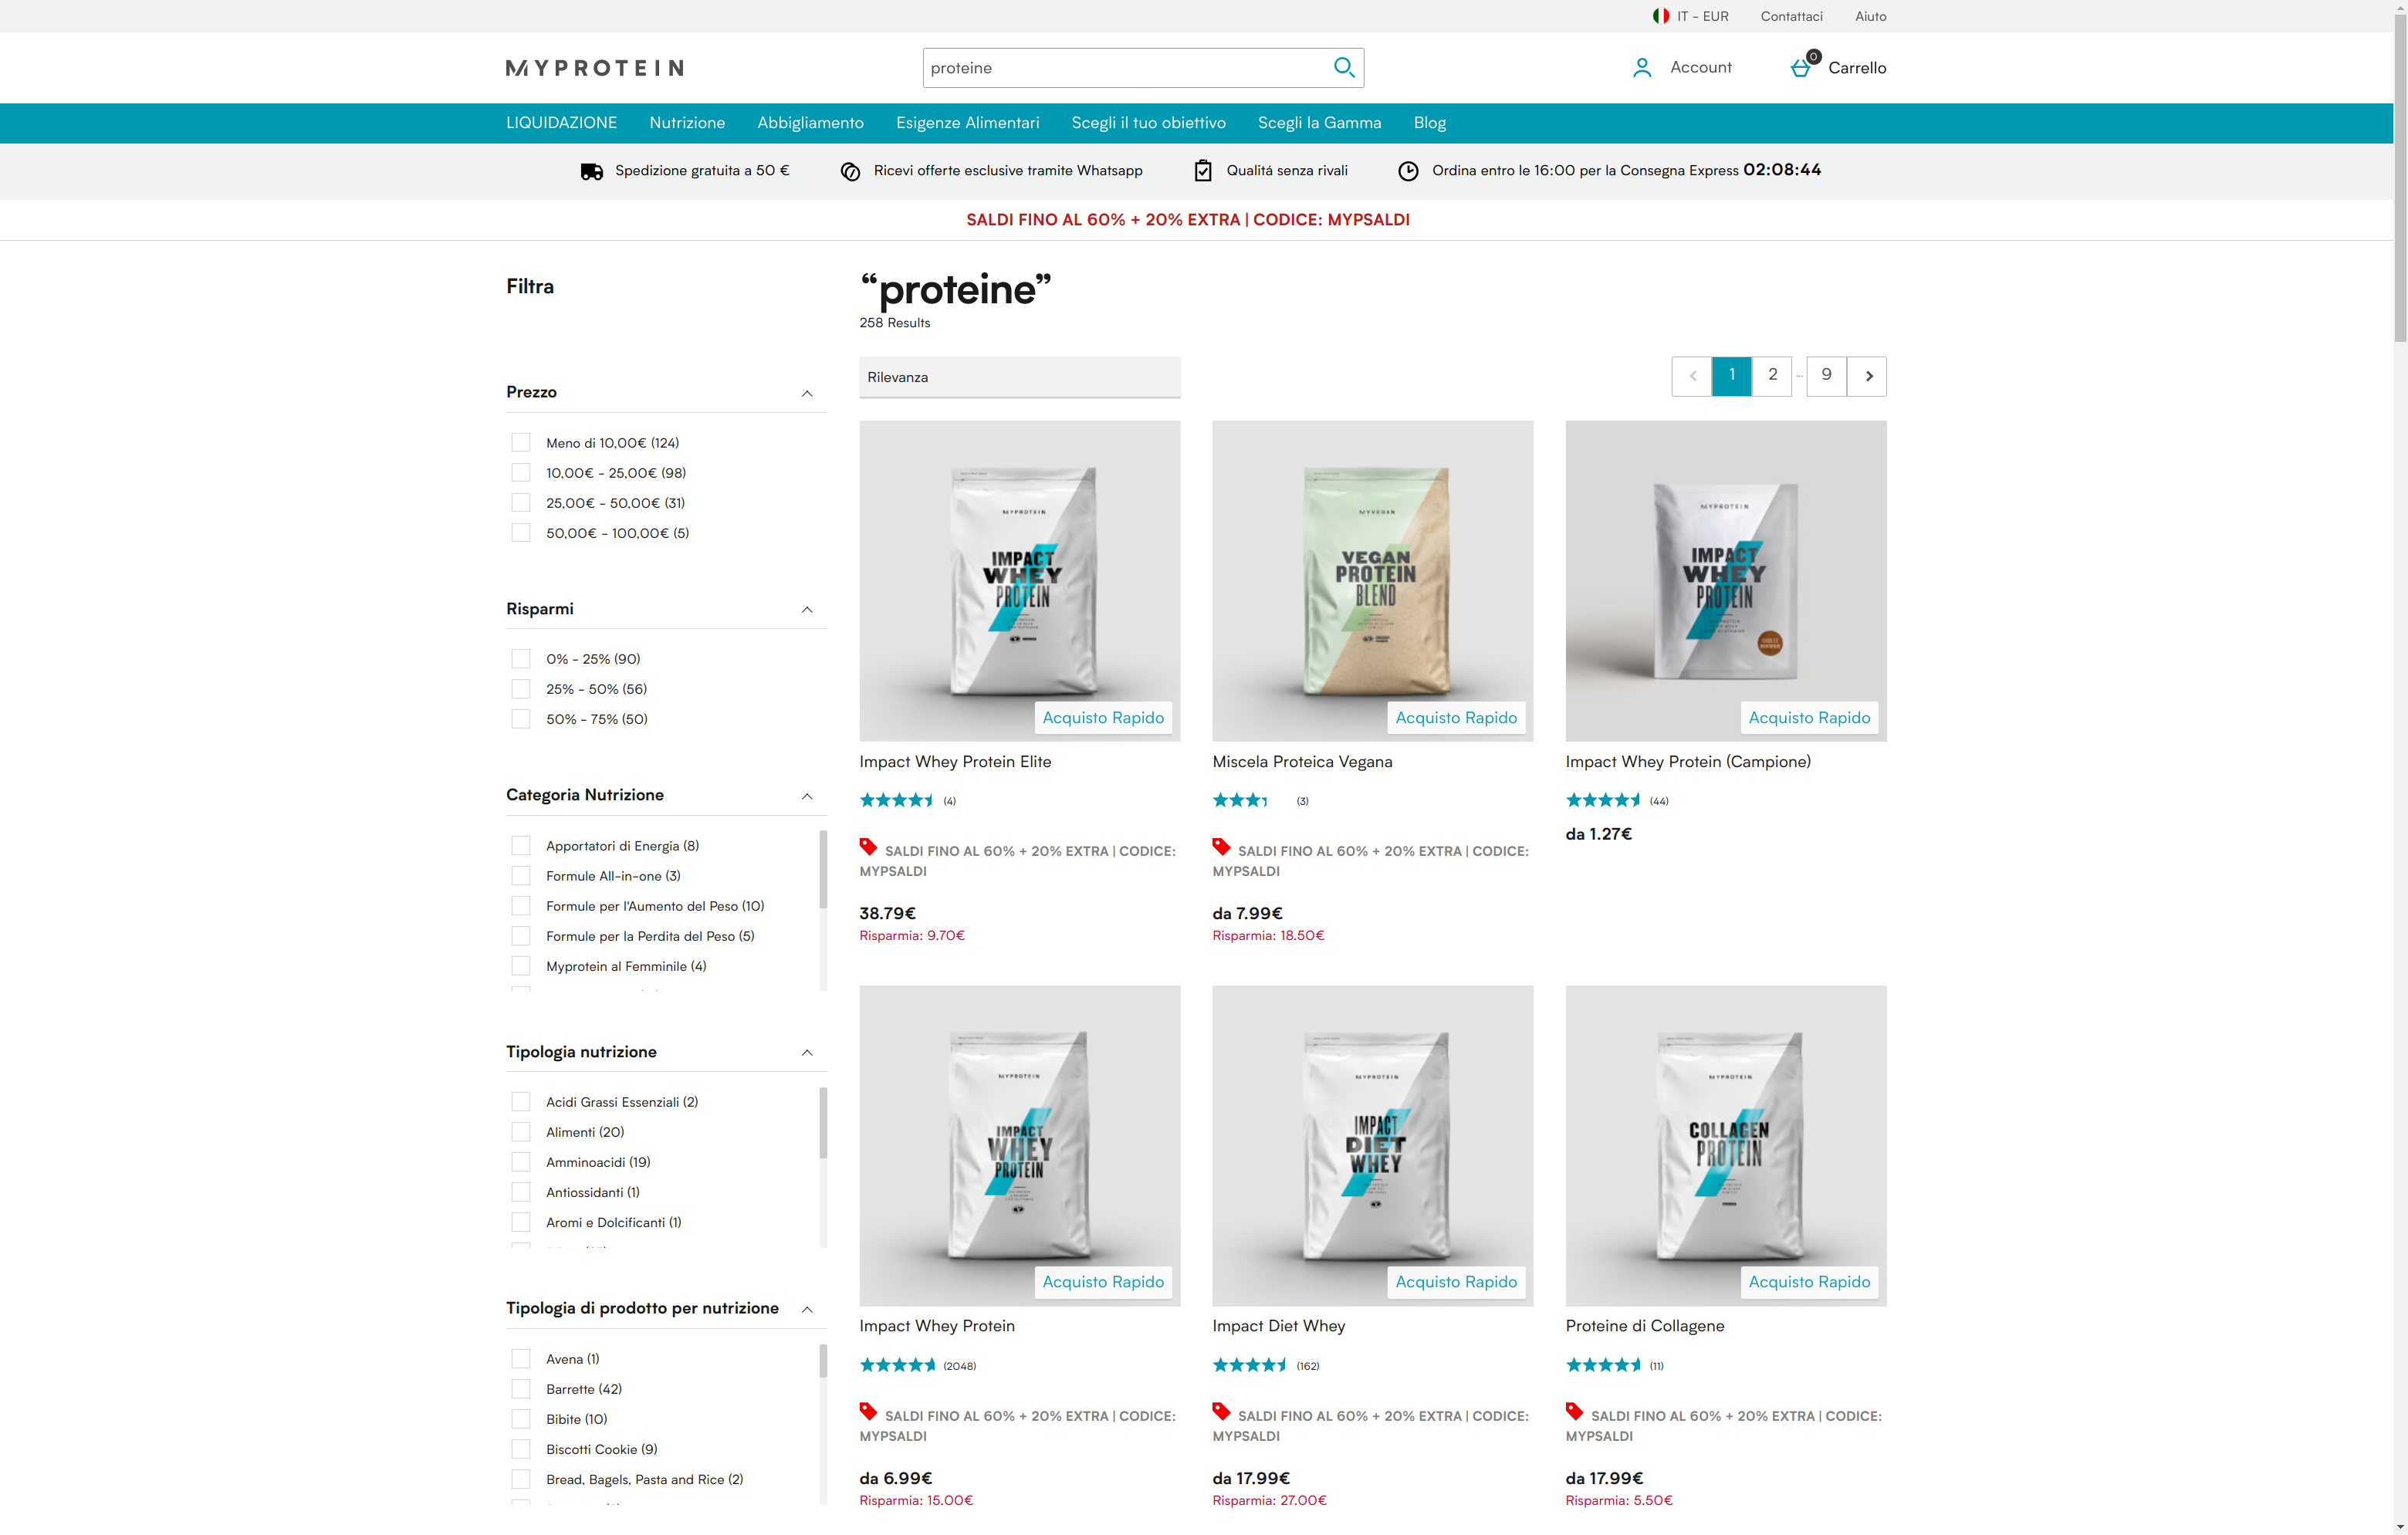 IT - EUR
Contattaci
Aiuto
MYPROTEIN
proteine
Account
0
Carrello
LIQUIDAZIONE
Nutrizione
Abbigliamento
Esigenze Alimentari
Scegli il tuo obiettivo
Scegli la Gamma
Blog
Spedizione gratuita a 50 €
Ricevi offerte esclusive tramite Whatsapp
Qualitá senza rivali
Ordina entro le 16:00 per la Consegna Express 02:08:44
SALDI FINO AL 60% + 20% EXTRA | CODICE: MYPSALDI
Filtra
Prezzo
Meno di 10,00€ (124)
10,00€ - 25,00€ (98)
25,00€ - 50,00€ (31)
50,00€ - 100,00€ (5)
Risparmi
0% - 25% (90)
25% - 50% (56)
50% - 75% (50)
Categoria Nutrizione
Apportatori di Energia (8)
Formule All-in-one (3)
Formule per l'Aumento del Peso (10)
Formule per la Perdita del Peso (5)
Myprotein al Femminile (4)
Tipologia nutrizione
Acidi Grassi Essenziali (2)
Alimenti (20)
Amminoacidi (19)
Antiossidanti (1)
Aromi e Dolcificanti (1)
Tipologia di prodotto per nutrizione
Avena (1)
Barrette (42)
Bibite (10)
Biscotti Cookie (9)
Bread, Bagels, Pasta and Rice (2)
“proteine”
258 Results
Rilevanza
1
2
...
9
MYPROTEIN
IMPACT
WHEY
PROTEIN
Acquisto Rapido
Impact Whey Protein Elite
(4)
SALDI FINO AL 60% + 20% EXTRA | CODICE:
MYPSALDI
38.79€
Risparmia: 9.70€
MYVEGAN
VEGAN
PROTEIN
BLEND
Acquisto Rapido
Miscela Proteica Vegana
(3)
SALDI FINO AL 60% + 20% EXTRA | CODICE:
MYPSALDI
da 7.99€
Risparmia: 18.50€
MYPROTEIN
IMPACT
WHEY
PROTEIN
Acquisto Rapido
Impact Whey Protein (Campione)
(44)
da 1.27€
MYPROTEIN
IMPACT
WHEY
PROTEIN
Acquisto Rapido
Impact Whey Protein
(2048)
SALDI FINO AL 60% + 20% EXTRA | CODICE:
MYPSALDI
da 6.99€
Risparmia: 15.00€
MYPROTEIN
IMPACT
DIET
WHEY
Acquisto Rapido
Impact Diet Whey
(162)
SALDI FINO AL 60% + 20% EXTRA | CODICE:
MYPSALDI
da 17.99€
Risparmia: 27.00€
MYPROTEIN
COLLAGEN
PROTEIN
Acquisto Rapido
Proteine di Collagene
(11)
SALDI FINO AL 60% + 20% EXTRA | CODICE:
MYPSALDI
da 17.99€
Risparmia: 5.50€